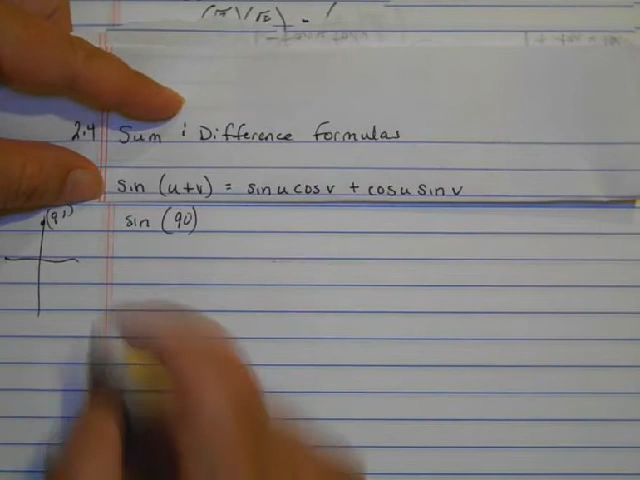 2.4 Sum & Difference Formulas
sin (u+v) = sin u cos v + cos u sin v
sin (90)